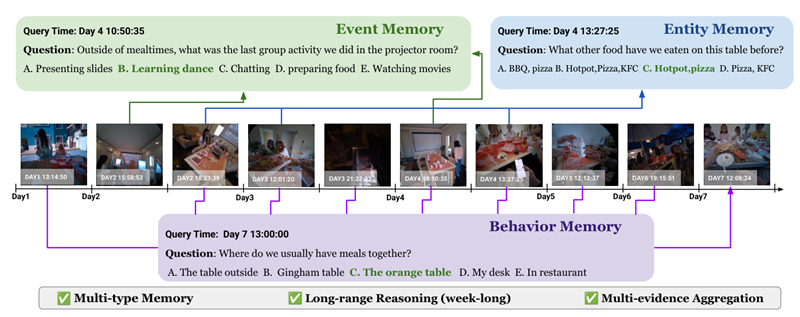 Event Memory
Query Time: Day 4 10:50:35
Question: Outside of mealtimes, what was the last group activity we did in the projector room?
A. Presenting slides B. Learning dance C. Chatting D. preparing food E. Watching movies
Entity Memory
Query Time: Day 4 13:27:25
Question: What other food have we eaten on this table before?
A. BBQ, pizza B. Hotpot,Pizza,KFC C. Hotpot,pizza D. Pizza, KFC
DAY1 13:14:50
DAY2 15:58:53
DAY2 18:23:39
DAY3 12:01:20
DAY3 21:22:
DAY4 10:50:35
DAY4 13:27:25
DAY5 12:12:37
DAY6 19:15:51
DAY7 12:08:24
Day1
Day2
Day3
Day4
Day5
Day6
Day7
Behavior Memory
Query Time: Day 7 13:00:00
Question: Where do we usually have meals together?
A. The table outside B. Gingham table C. The orange table D. My desk E. In restaurant
Multi-type Memory
Long-range Reasoning (week-long)
Multi-evidence Aggregation